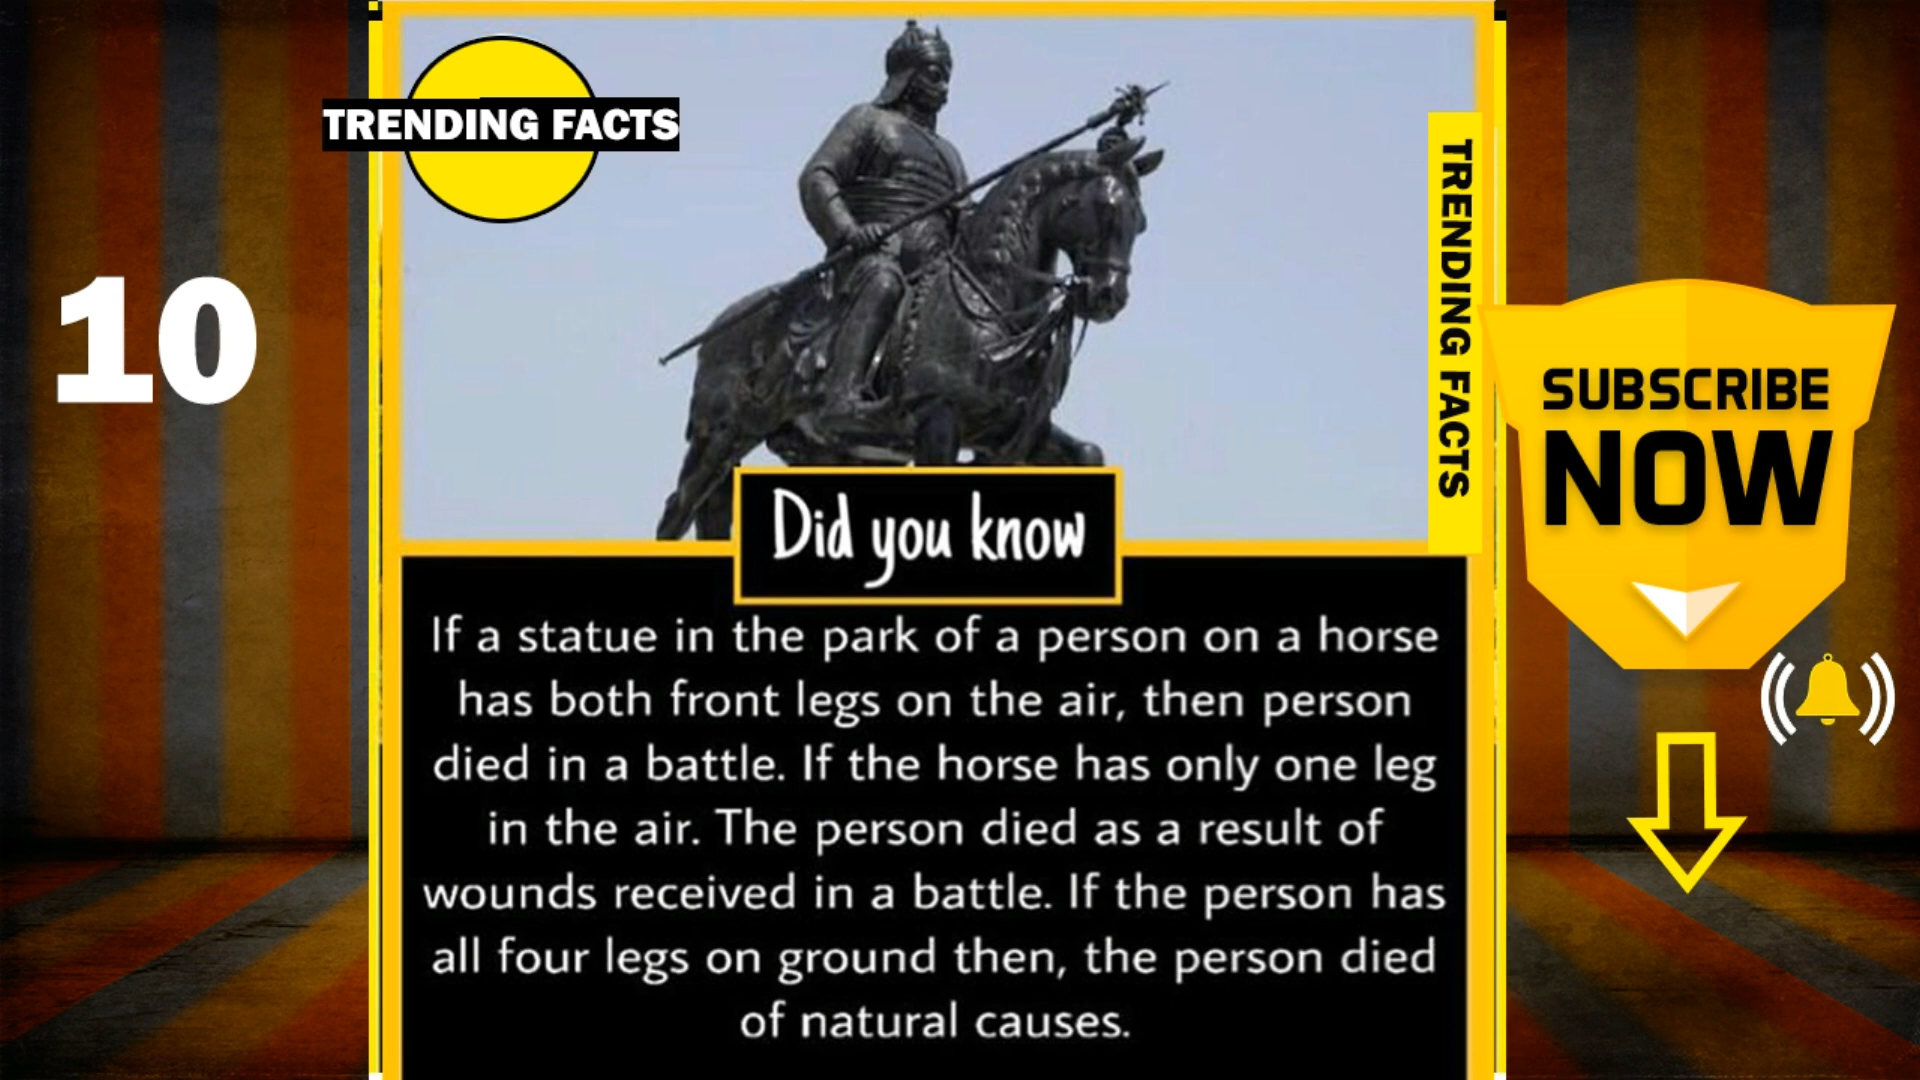 TRENDING FACTS
10
TRENDING FACTS
SUBSCRIBE
NOW
Did you know
If a statue in the park of a person on a horse
has both front legs on the air, then person
died in a battle. If the horse has only one leg
in the air. The person died as a result of
wounds received in a battle. If the person has
all four legs on ground then, the person died
of natural causes.